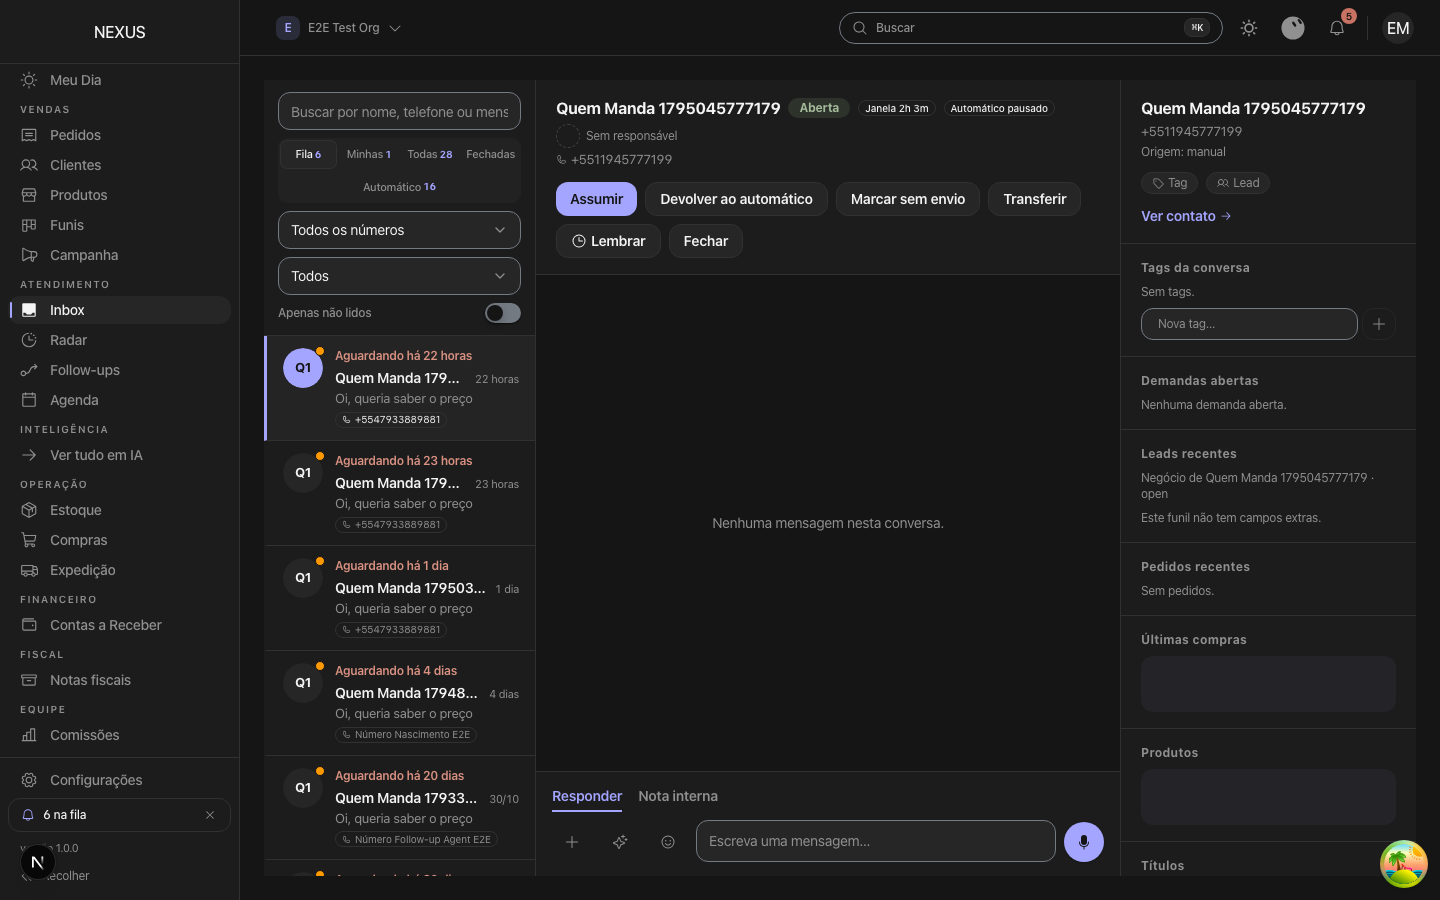 NEXUS
E
E2E Test Org
Buscar
⌘K
5
EM
Meu Dia
VENDAS
Pedidos
Clientes
Produtos
Funis
Campanha
ATENDIMENTO
Inbox
Radar
Follow-ups
Agenda
INTELIGÊNCIA
Ver tudo em IA
OPERAÇÃO
Estoque
Compras
Expedição
FINANCEIRO
Contas a Receber
FISCAL
Notas fiscais
EQUIPE
Comissões
Configurações
6 na fila
1.0.0
N
Buscar por nome, telefone ou mens
Fila 6
Minhas 1
Todas 28
Fechadas
Automático 16
Todos os números
Todos
Apenas não lidos
Q1
Aguardando há 22 horas
Quem Manda 179... 22 horas
Oi, queria saber o preço
+5547933889881
Q1
Aguardando há 23 horas
Quem Manda 179... 23 horas
Oi, queria saber o preço
+5547933889881
Q1
Aguardando há 1 dia
Quem Manda 179503... 1 dia
Oi, queria saber o preço
+5547933889881
Q1
Aguardando há 4 dias
Quem Manda 17948... 4 dias
Oi, queria saber o preço
Número Nascimento E2E
Q1
Aguardando há 20 dias
Quem Manda 17933... 30/10
Oi, queria saber o preço
Número Follow-up Agent E2E
Quem Manda 1795045777179
Aberta
Janela 2h 3m
Automático pausado
Sem responsável
+5511945777199
Assumir
Devolver ao automático
Marcar sem envio
Transferir
Lembrar
Fechar
Nenhuma mensagem nesta conversa.
Responder
Nota interna
Escreva uma mensagem...
Quem Manda 1795045777179
+5511945777199
Origem: manual
Tag
Lead
Ver contato →
Tags da conversa
Sem tags.
Nova tag...
Demandas abertas
Nenhuma demanda aberta.
Leads recentes
Negócio de Quem Manda 1795045777179 ·
open
Este funil não tem campos extras.
Pedidos recentes
Sem pedidos.
Últimas compras
Produtos
Títulos